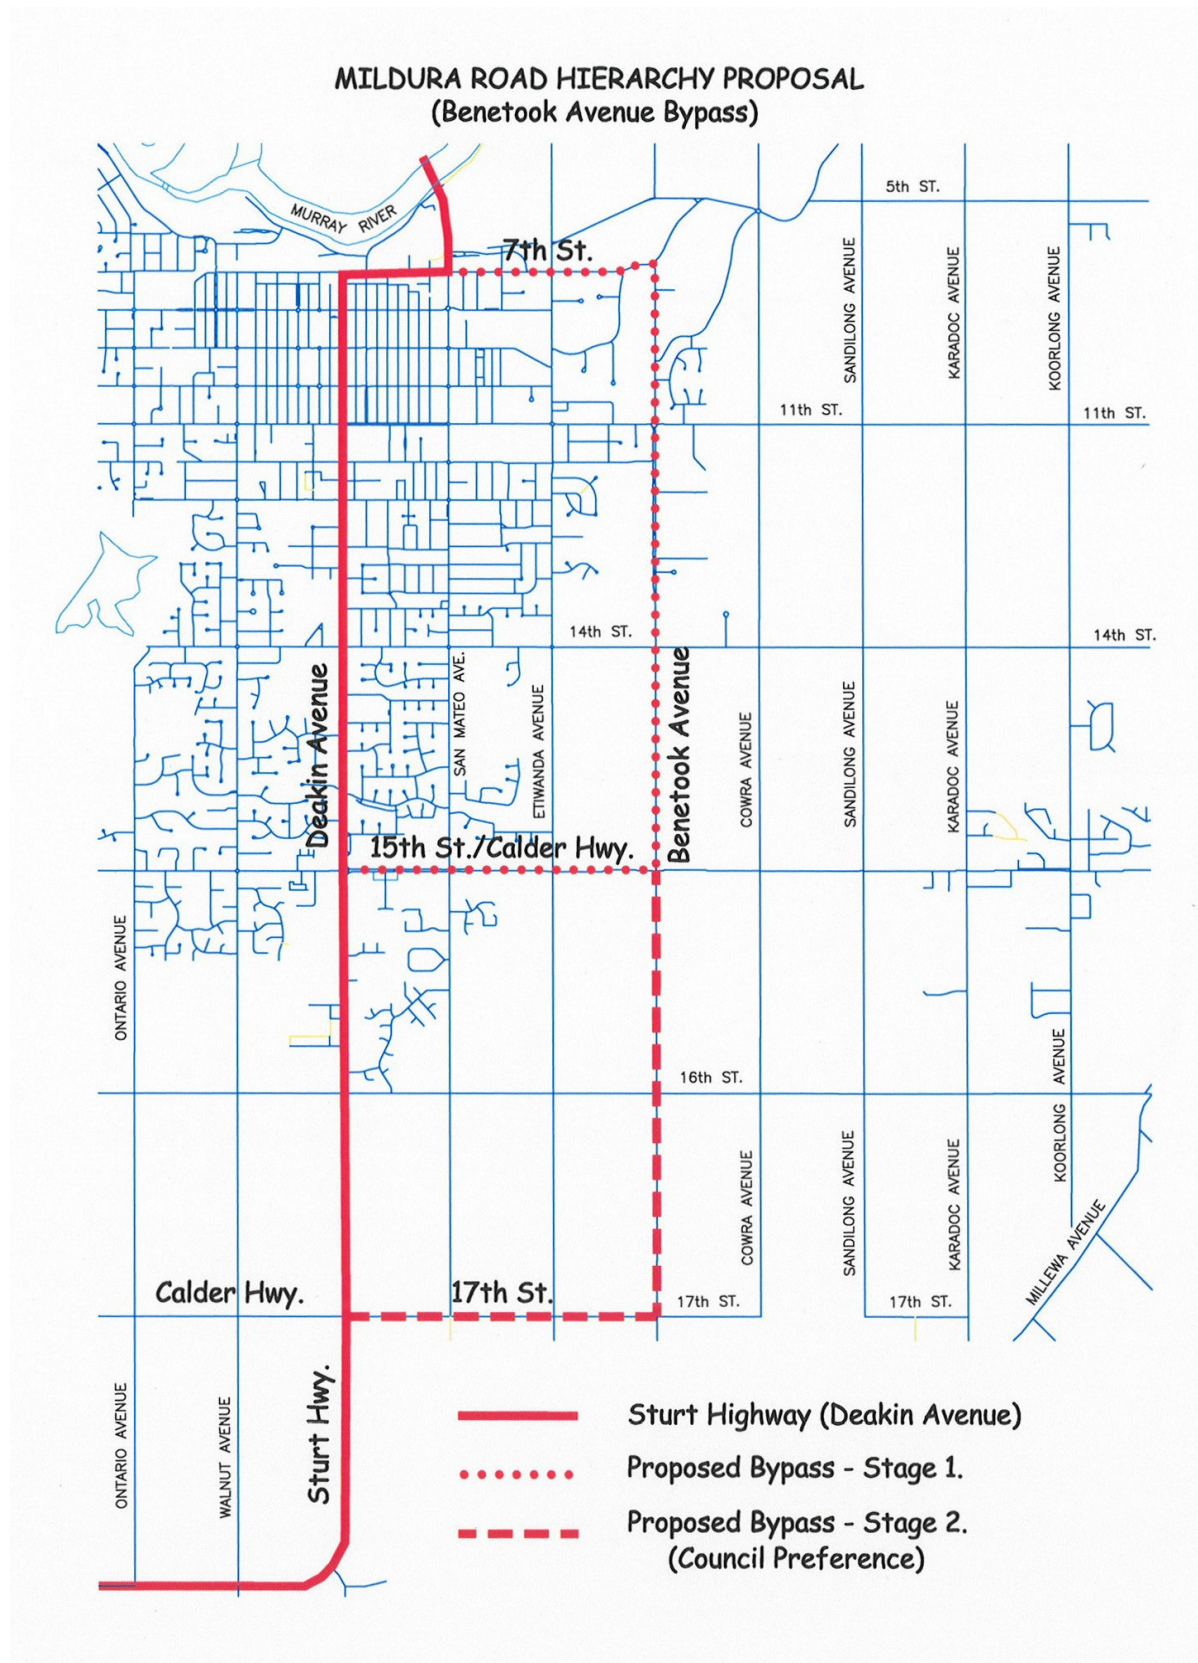 MILDURA ROAD HIERARCHY PROPOSAL
(Benetook Avenue Bypass)
5th ST.
MURRAY RIVER
7th St.
SANDILONG AVENUE
KARADOC AVENUE
KOORLONG AVENUE
11th ST.
11th ST.
14th ST.
14th ST.
Deakin Avenue
SAN MATEO AVE.
ETIWANDA AVENUE
Benetook Avenue
COWRA AVENUE
SANDILONG AVENUE
KARADOC AVENUE
15th St./Calder Hwy.
ONTARIO AVENUE
16th ST.
KOORLONG AVENUE
COWRA AVENUE
SANDILONG AVENUE
KARADOC AVENUE
MILLEWA AVENUE
Calder Hwy.
17th St.
17th ST.
17th ST.
ONTARIO AVENUE
WALNUT AVENUE
Sturt Hwy.
Sturt Highway (Deakin Avenue)
Proposed Bypass - Stage 1.
Proposed Bypass - Stage 2.
(Council Preference)